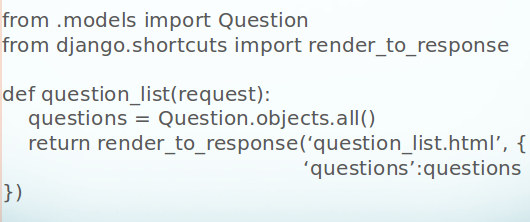 from .models import Question
from django.shortcuts import render_to_response
def question_list(request):
questions = Question.objects.all()
return render_to_response(‘question_list.html’, {
‘questions’:questions
})